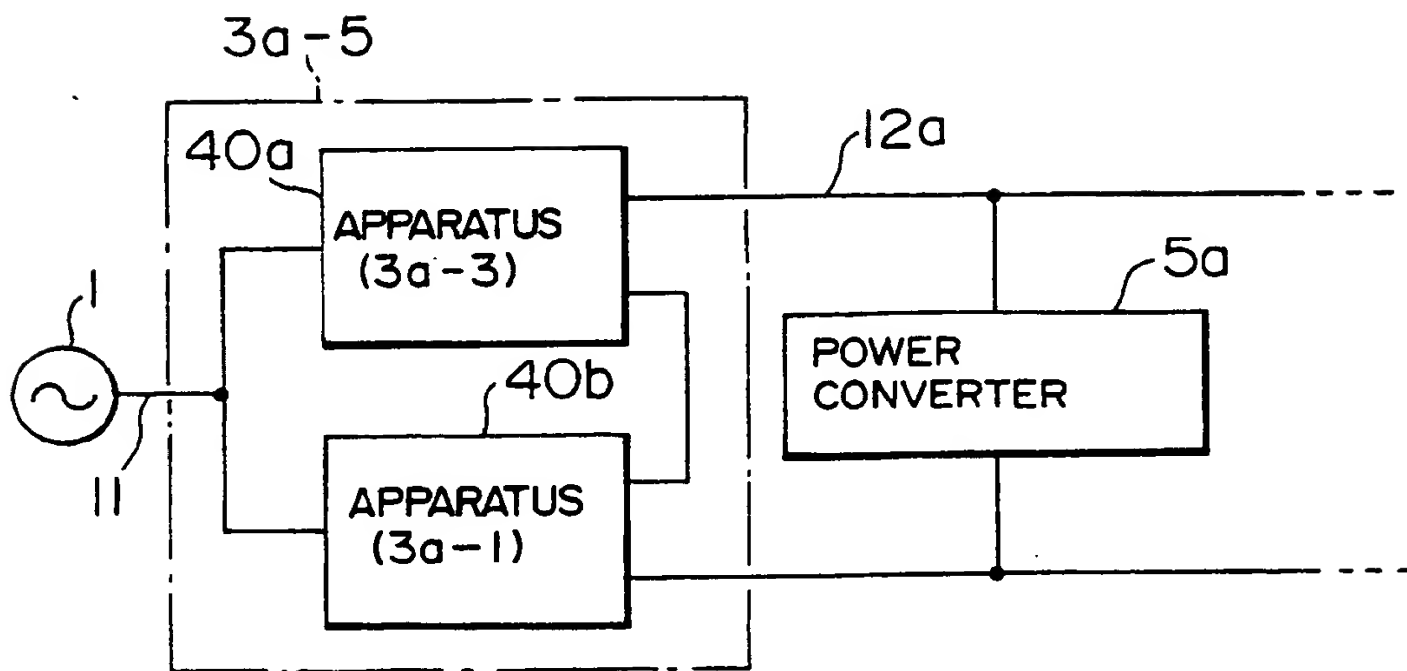 3a-5
12a
40a
APPARATUS
(3a-3)
5a
1
POWER
CONVERTER
40b
11
APPARATUS
(3a-1)